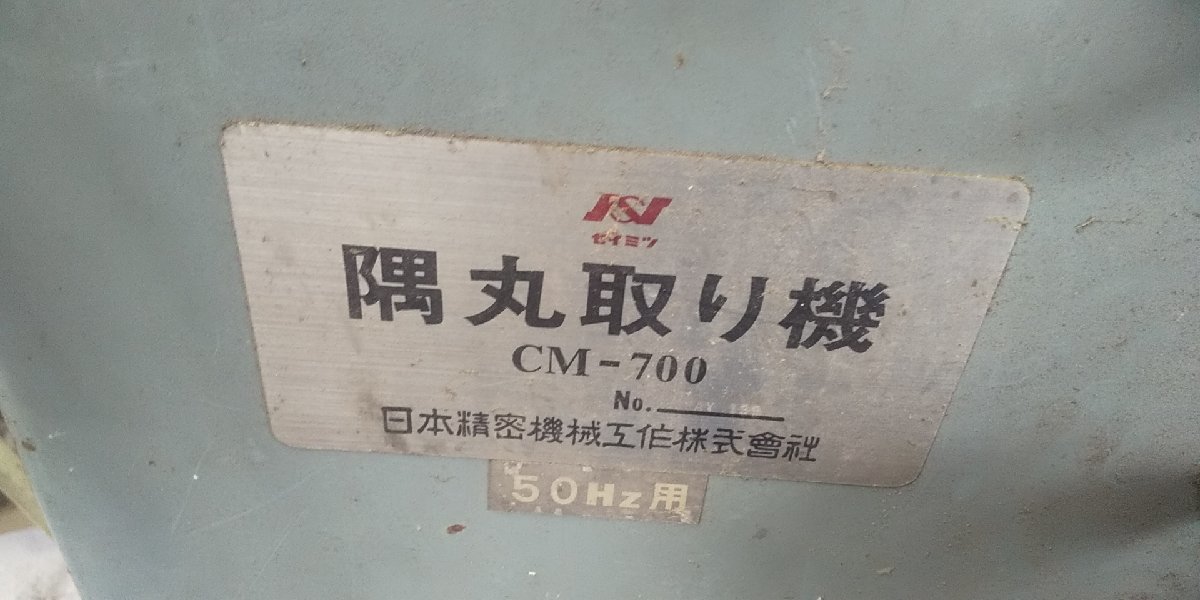 セイミツ
隅丸取り機
CM-700
No.
日本精密機械工作株式會社
50Hz用